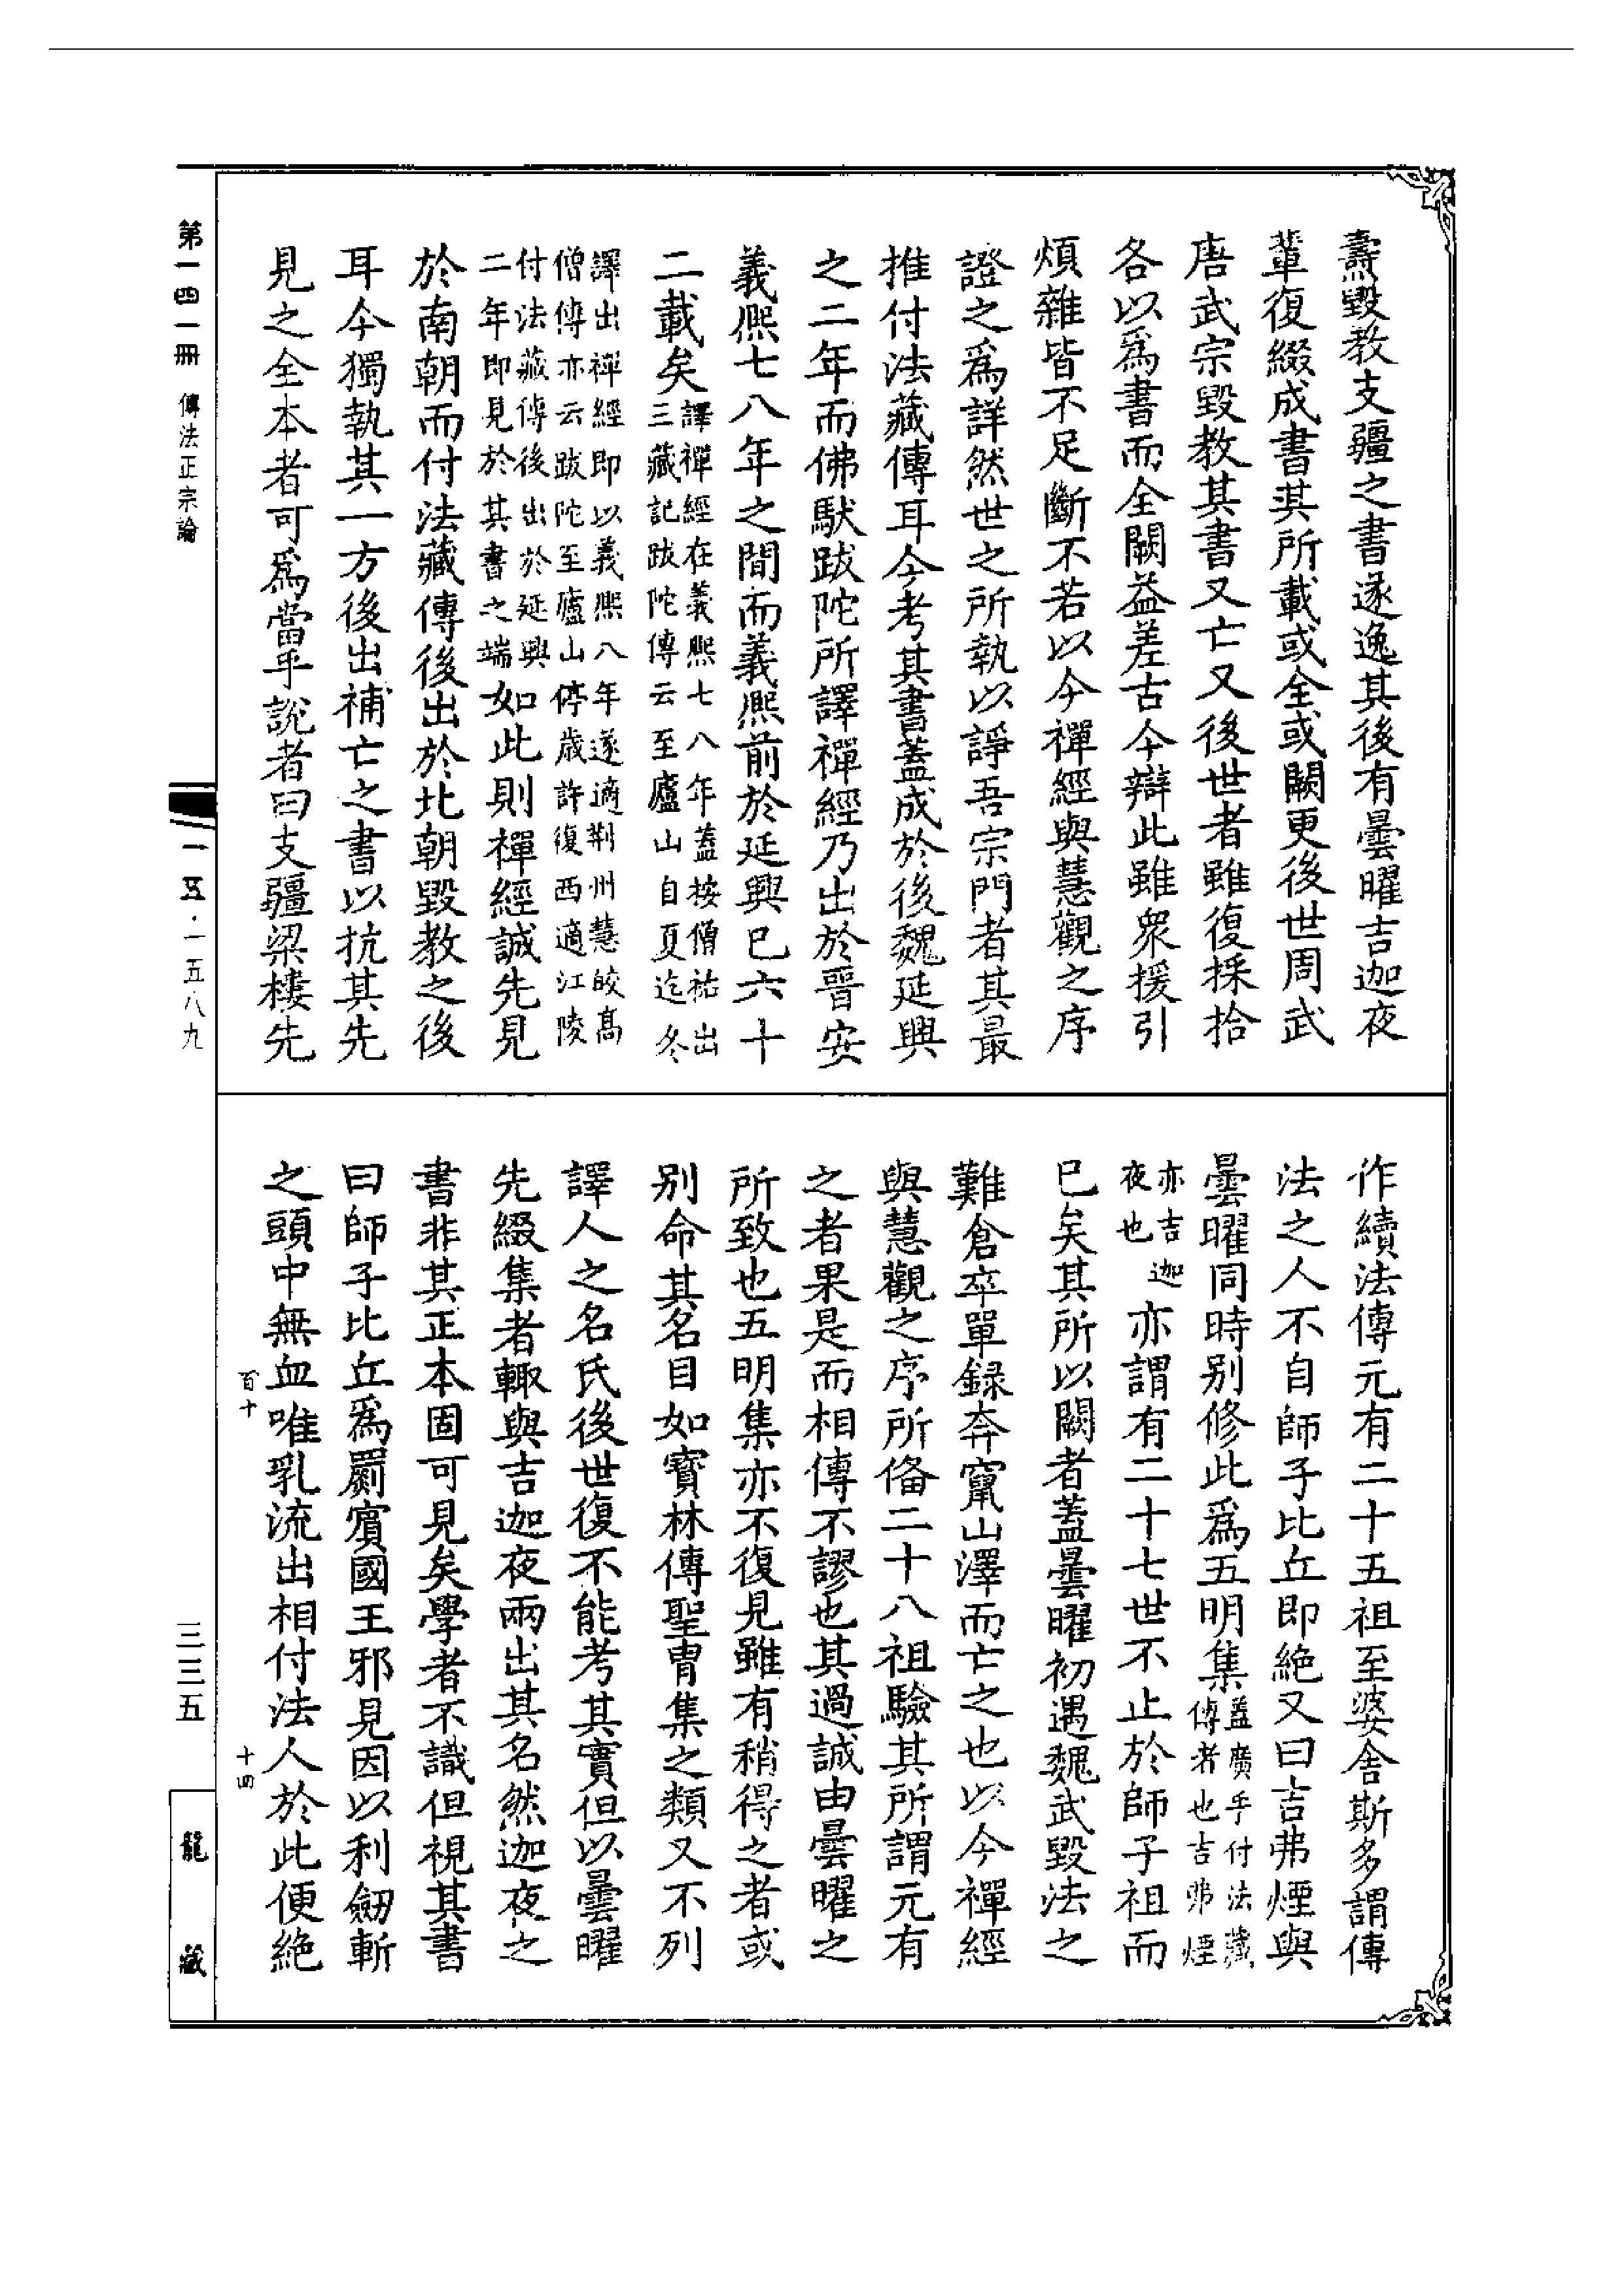 壽毀教支疆之書遂逸其後有曇曜吉迦夜
輩復綴成書其所載或全或闕更後世周武
唐武宗毀教其書又亡又後世者雖復採拾
各以爲書而全闕益差古今辯此雖衆援引
煩雜皆不足斷不若以今禪經與慧觀之序
證之爲詳然世之所執以諍吾宗門者其最
推付法藏傳耳今考其書蓋成於後魏延興
之二年而佛馱跋陀所譯禪經乃出於晉安
義熙七八年之間而義熙前於延興巳六十
二載矣譯禪經在義熙七八年蓋按僧祐出
三藏記跋陀傳云至廬山自夏迄冬
譯出禪經即以義熙八年遂適荆州慧皎高
僧傳亦云跋陀至廬山停歲許復西適江陵
付法藏傳後出於延興
二年即見於其書之端如此則禪經誠先見
於南朝而付法藏傳後出於北朝毀教之後
耳今獨執其一方後出補亡之書以抗其先
見之全本者可爲當乎說者曰支疆梁棲先
第一四一冊 傳法正宗論
一五·一五八九
作續法傳元有二十五祖至婆舍斯多謂傳
法之人不自師子比丘即絕又曰吉弗煙與
曇曜同時别修此爲五明集蓋廣乎付法藏
傳者也吉弗煙
亦吉迦
夜也亦謂有二十七世不止於師子祖而
巳矣其所以闕者蓋曇曜初遇魏武毀法之
難倉卒單録奔竄山澤而亡之也以今禪經
與慧觀之序所俻二十八祖驗其所謂元有
之者果是而相傳不謬也其過誠由曇曜之
所致也五明集亦不復見雖有稍得之者或
别命其名目如寶林傳聖胄集之類又不列
譯人之名氏後世復不能考其實但以曇曜
先綴集者輙與吉迦夜兩出其名然迦夜之
書非其正本固可見矣學者不識但視其書
曰師子比丘爲罽賓國王邪見因以利劒斬
之頭中無血唯乳流出相付法人於此便絕
百十
十四
三三五
龍藏